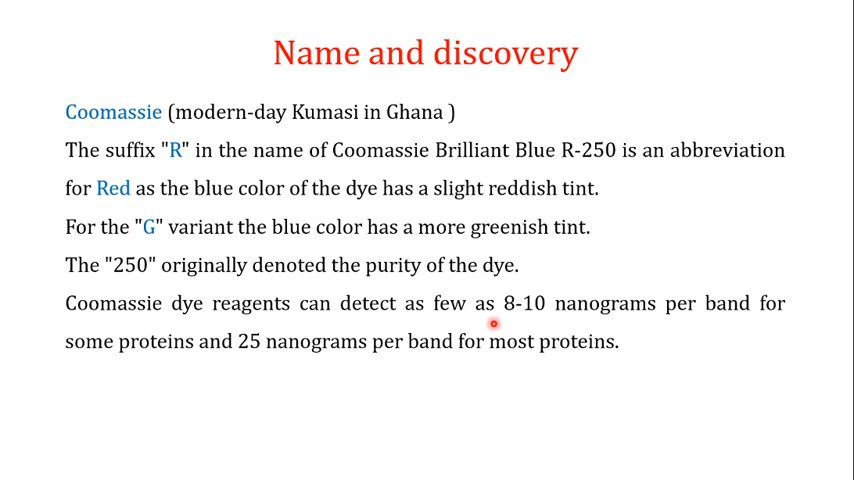 Name and discovery
Coomassie (modern-day Kumasi in Ghana )
The suffix "R" in the name of Coomassie Brilliant Blue R-250 is an abbreviation
for Red as the blue color of the dye has a slight reddish tint.
For the "G" variant the blue color has a more greenish tint.
The "250" originally denoted the purity of the dye.
Coomassie dye reagents can detect as few as 8-10 nanograms per band for
some proteins and 25 nanograms per band for most proteins.